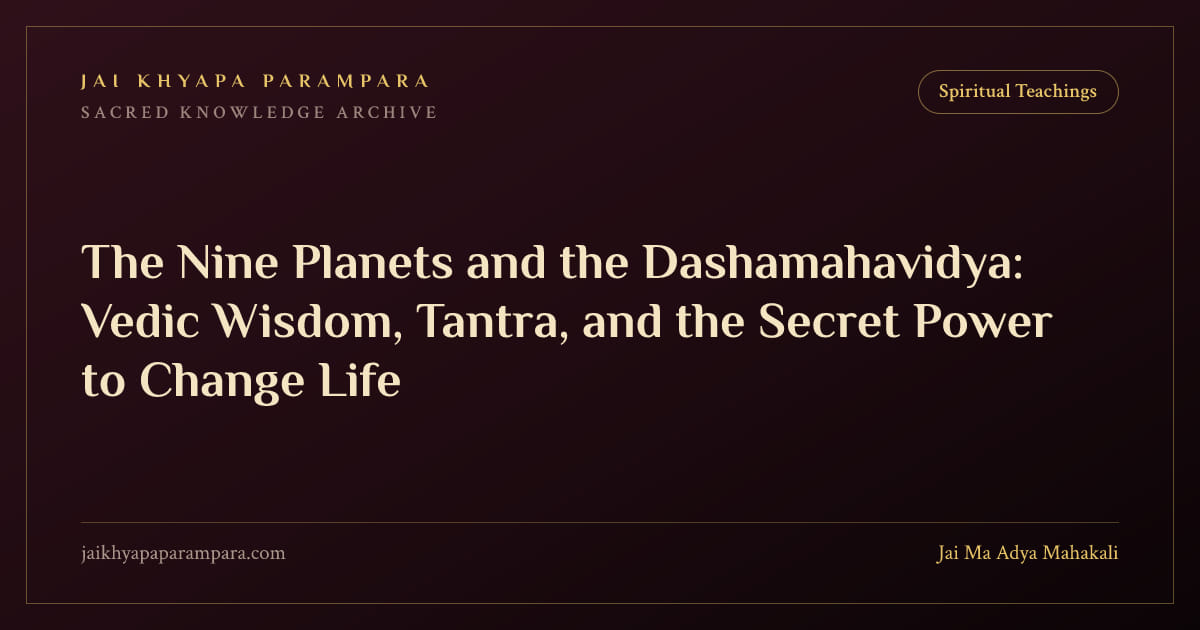 JAI KHYAPA PARAMPARA
SACRED KNOWLEDGE ARCHIVE
Spiritual Teachings
The Nine Planets and the Dashamahavidya:
Vedic Wisdom, Tantra, and the Secret Power
to Change Life
jaikhyapaparampara.com
Jai Ma Adya Mahakali